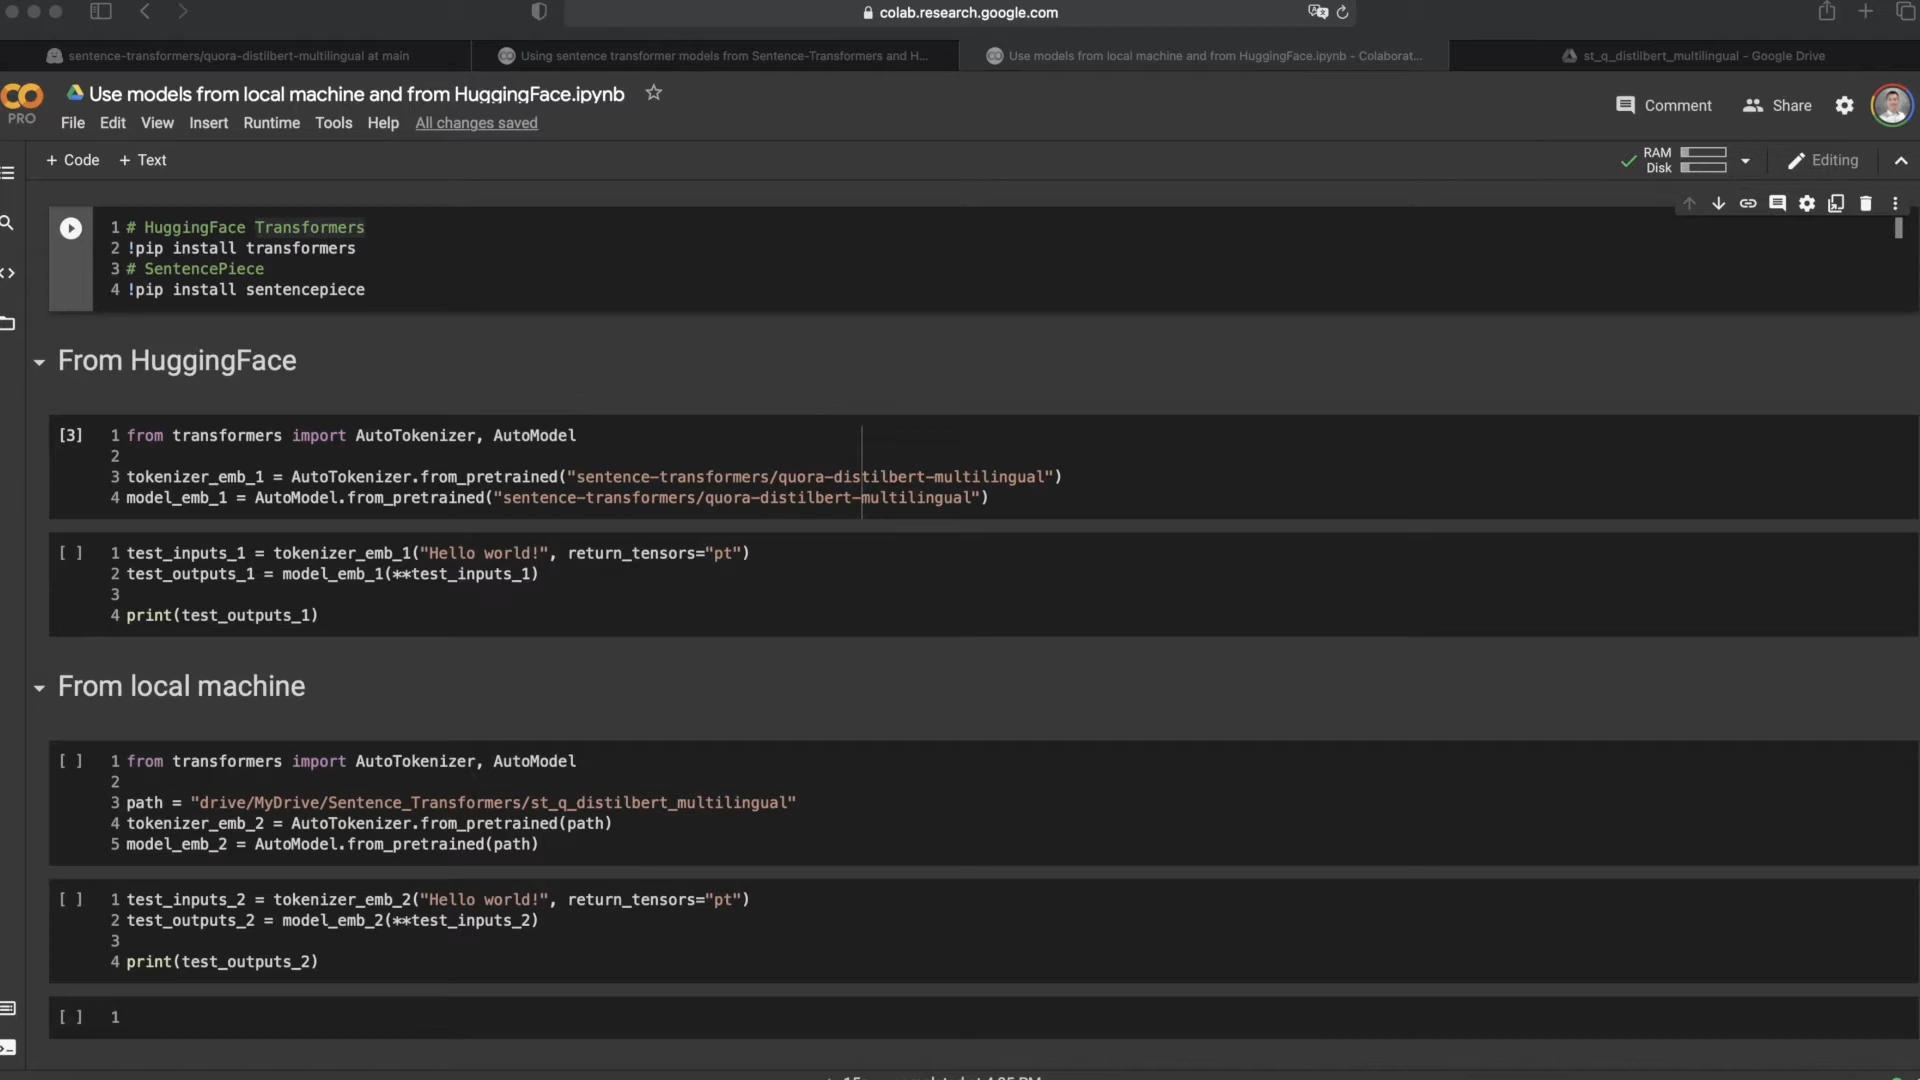 colab.research.google.com
sentence-transformers/quora-distilbert-multilingual at main
Using sentence transformer models from Sentence-Transformers and H...
Use models from local machine and from HuggingFace.ipynb - Colaborat...
st_q_distilbert_multilingual – Google Drive
PRO
Use models from local machine and from HuggingFace.ipynb
Comment
Share
File Edit View Insert Runtime Tools Help All changes saved
+ Code + Text
RAM
Disk
Editing
1 # HuggingFace Transformers
2 !pip install transformers
3 # SentencePiece
4 !pip install sentencepiece
From HuggingFace
[3] 1 from transformers import AutoTokenizer, AutoModel
2
3 tokenizer_emb_1 = AutoTokenizer.from_pretrained("sentence-transformers/quora-distilbert-multilingual")
4 model_emb_1 = AutoModel.from_pretrained("sentence-transformers/quora-distilbert-multilingual")
[ ] 1 test_inputs_1 = tokenizer_emb_1("Hello world!", return_tensors="pt")
2 test_outputs_1 = model_emb_1(**test_inputs_1)
3
4 print(test_outputs_1)
From local machine
[ ] 1 from transformers import AutoTokenizer, AutoModel
2
3 path = "drive/MyDrive/Sentence_Transformers/st_q_distilbert_multilingual"
4 tokenizer_emb_2 = AutoTokenizer.from_pretrained(path)
5 model_emb_2 = AutoModel.from_pretrained(path)
[ ] 1 test_inputs_2 = tokenizer_emb_2("Hello world!", return_tensors="pt")
2 test_outputs_2 = model_emb_2(**test_inputs_2)
3
4 print(test_outputs_2)
[ ] 1